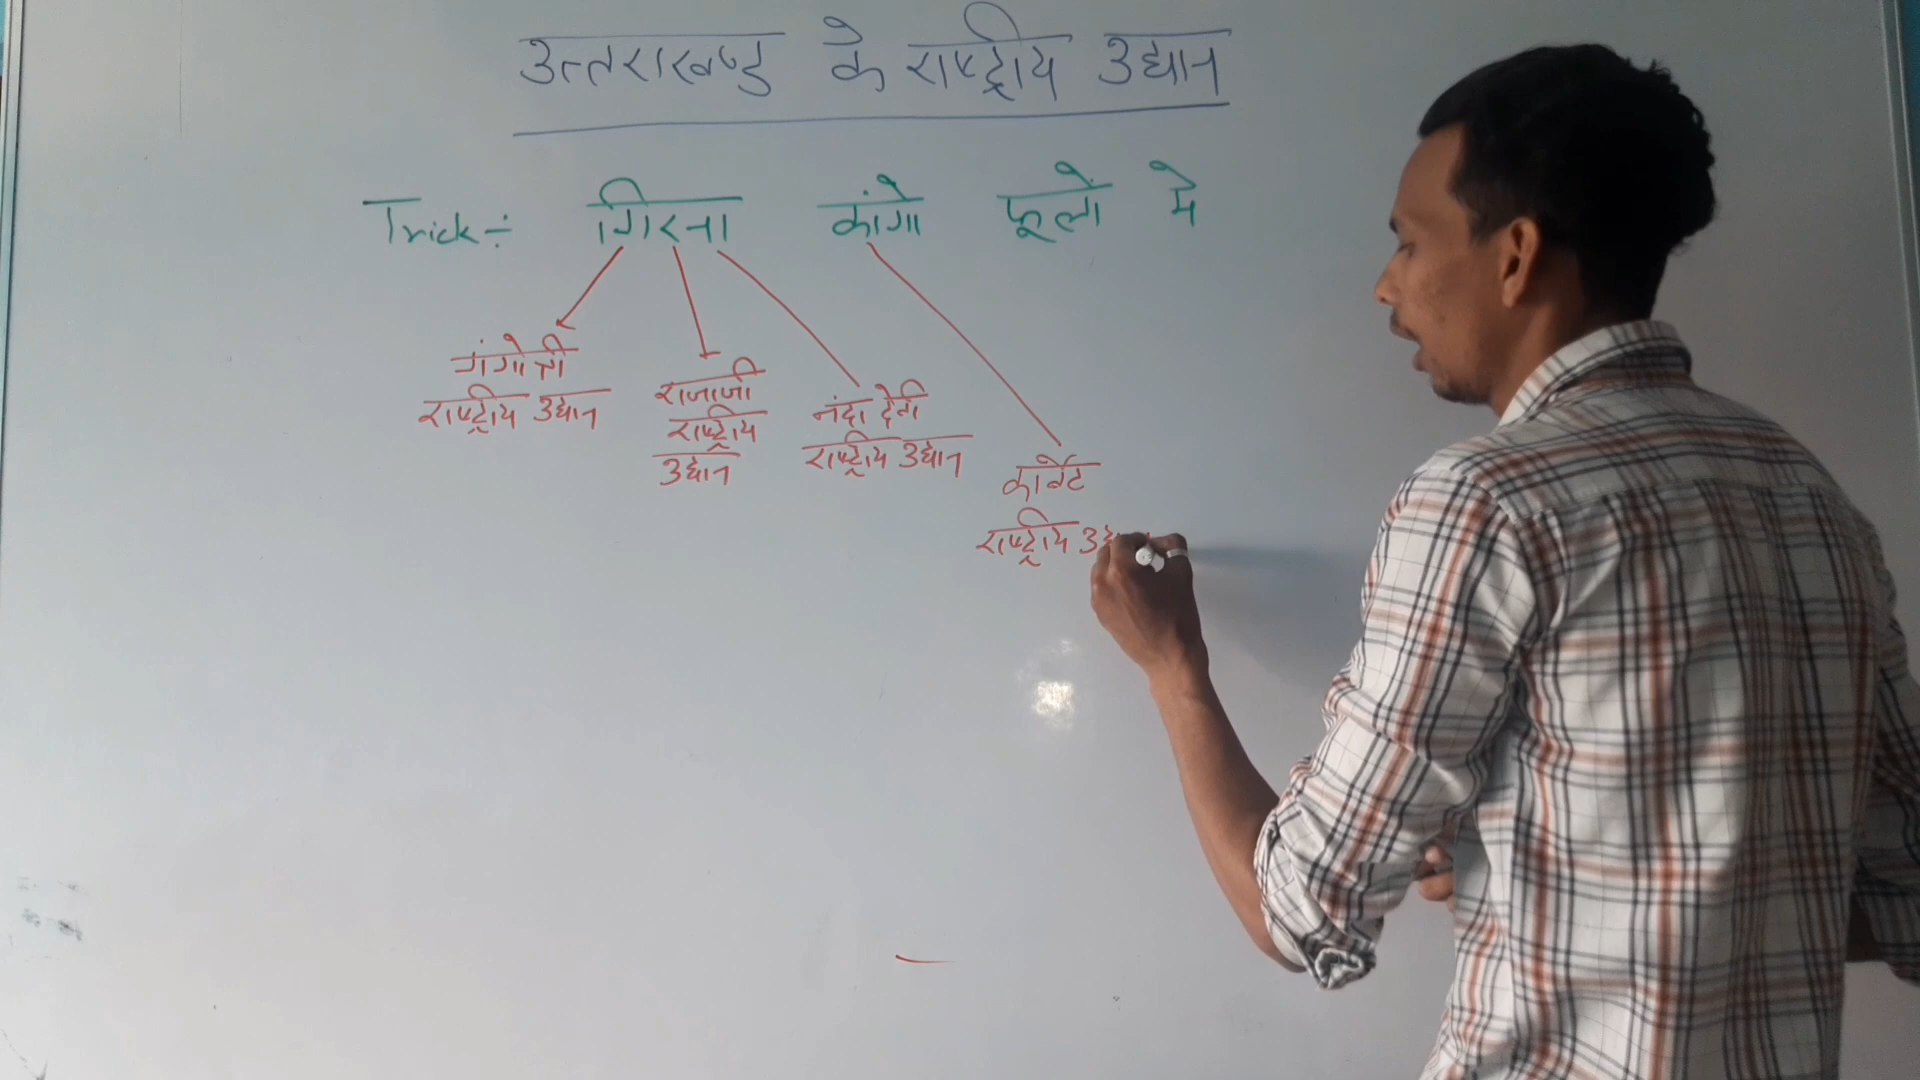 उत्तराखण्ड के राष्ट्रीय उद्यान
Trick ÷ गिरना कांगो फूलों मे
गंगोत्री
राष्ट्रीय उद्यान
राजाजी
राष्ट्रीय
उद्यान
नंदा देवी
राष्ट्रीय उद्यान
कार्बेट
राष्ट्रीय